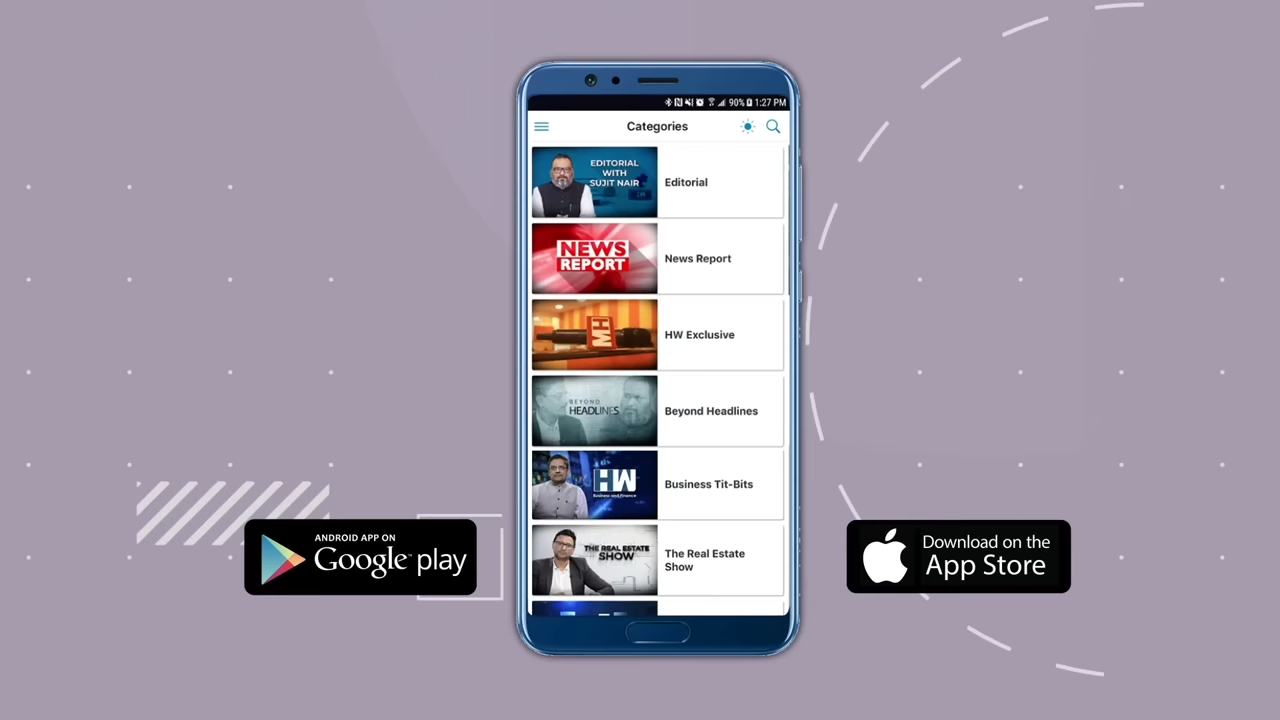 90% 1:27 PM
Categories
EDITORIAL
WITH
SUJIT NAIR
Editorial
NEWS
REPORT
News Report
HW
HW Exclusive
BEYOND
HEADLINES
Beyond Headlines
HW
Business and Finance
Business Tit-Bits
THE REAL ESTATE
SHOW
The Real Estate
Show
ANDROID APP ON
Google play
Download on the
App Store